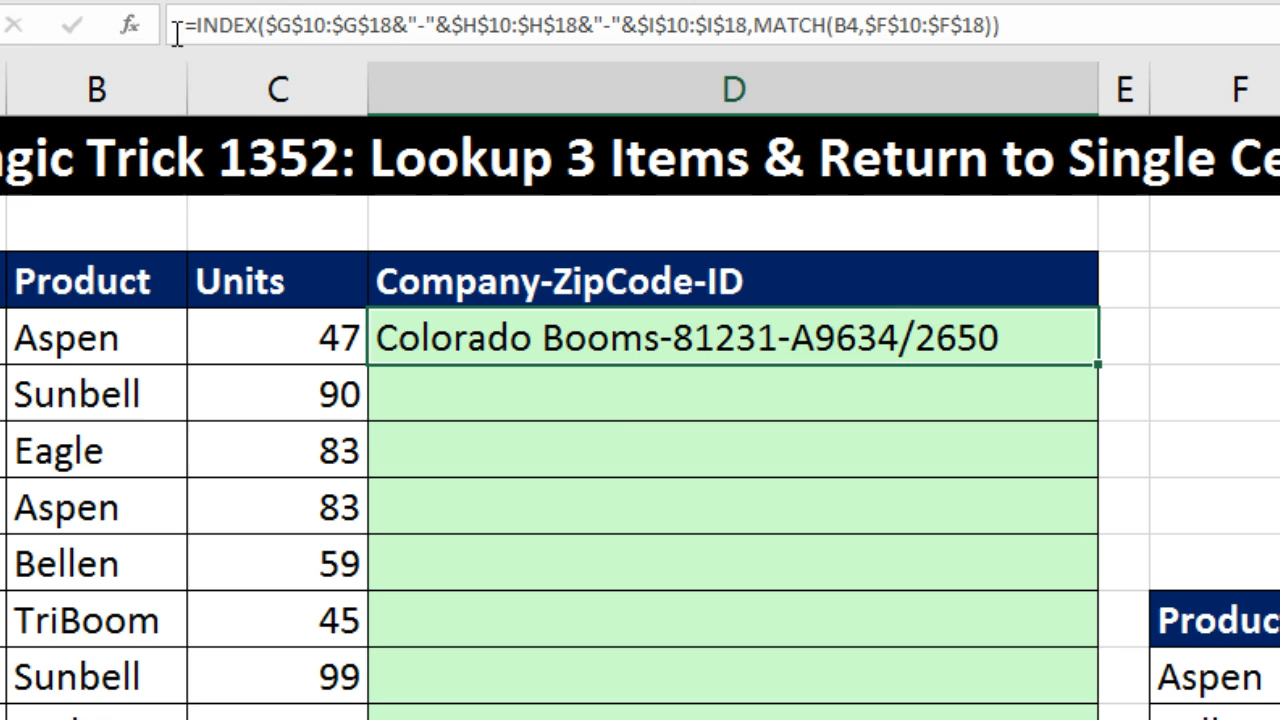 fx =INDEX($G$10:$G$18&"-"&$H$10:$H$18&"-"&$I$10:$I$18,MATCH(B4,$F$10:$F$18))
B C D E F
Trick 1352: Lookup 3 Items & Return to Single
Product Units Company-ZipCode-ID
Aspen 47 Colorado Booms-81231-A9634/2650
Sunbell 90
Eagle 83
Aspen 83
Bellen 59
TriBoom 45 Produc
Sunbell 99 Aspen